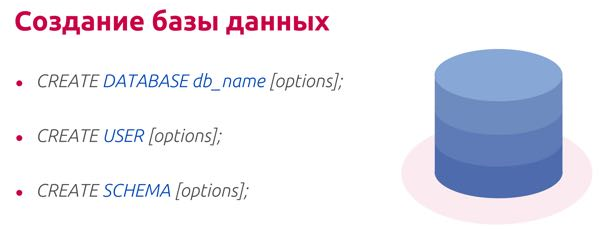 Создание базы данных
• CREATE DATABASE db_name [options];
• CREATE USER [options];
• CREATE SCHEMA [options];